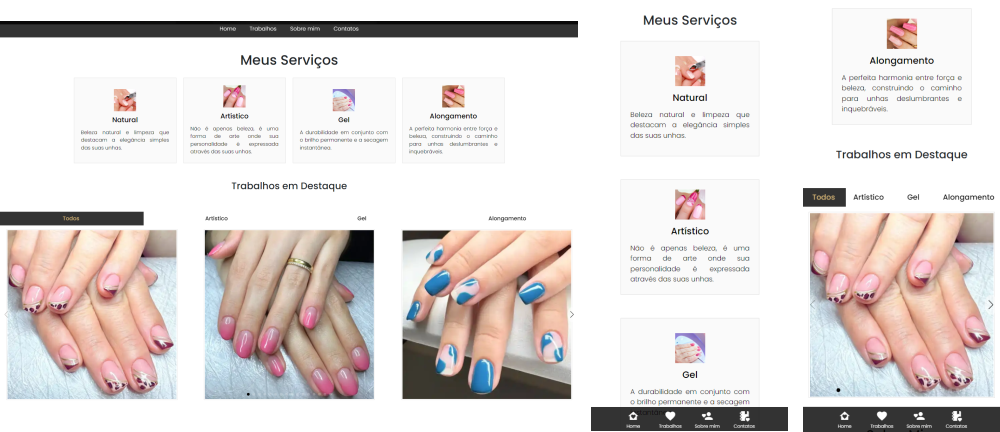 Home Trabalhos Sobre mim Contatos
Meus Serviços
Natural
Beleza natural e limpeza que
destacam a elegância simples
das suas unhas.
Artístico
Não é apenas beleza, é uma
forma de arte onde sua
personalidade é expressada
através das suas unhas.
Gel
A durabilidade em conjunto com
o brilho permanente e a secagem
instantânea.
Alongamento
A perfeita harmonia entre força e
beleza, construindo o caminho
para unhas deslumbrantes e
inquebráveis.
Trabalhos em Destaque
Todos Artístico Gel Alongamento
Meus Serviços
Natural
Beleza natural e limpeza que
destacam a elegância simples
das suas unhas.
Artístico
Não é apenas beleza, é uma
forma de arte onde sua
personalidade é expressada
através das suas unhas.
Gel
A durabilidade em conjunto com
o brilho permanente e a secagem
Home Trabalhos Sobre mim Contatos
Alongamento
A perfeita harmonia entre força e
beleza, construindo o caminho
para unhas deslumbrantes e
inquebráveis.
Trabalhos em Destaque
Todos Artístico Gel Alongamento
Home Trabalhos Sobre mim Contatos